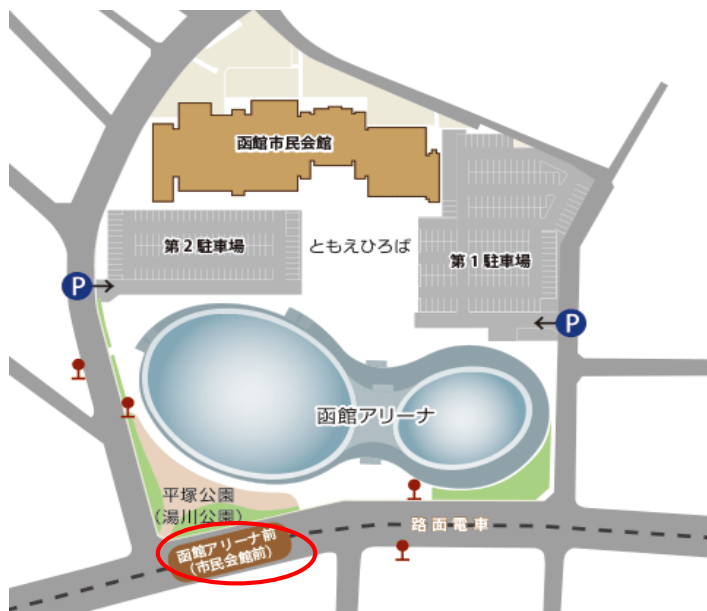 函館市民会館
第2駐車場
ともえひろば
第1駐車場
P
P
函館アリーナ
平塚公園
(湯川公園)
路面電車
函館アリーナ前
(市民会館前)